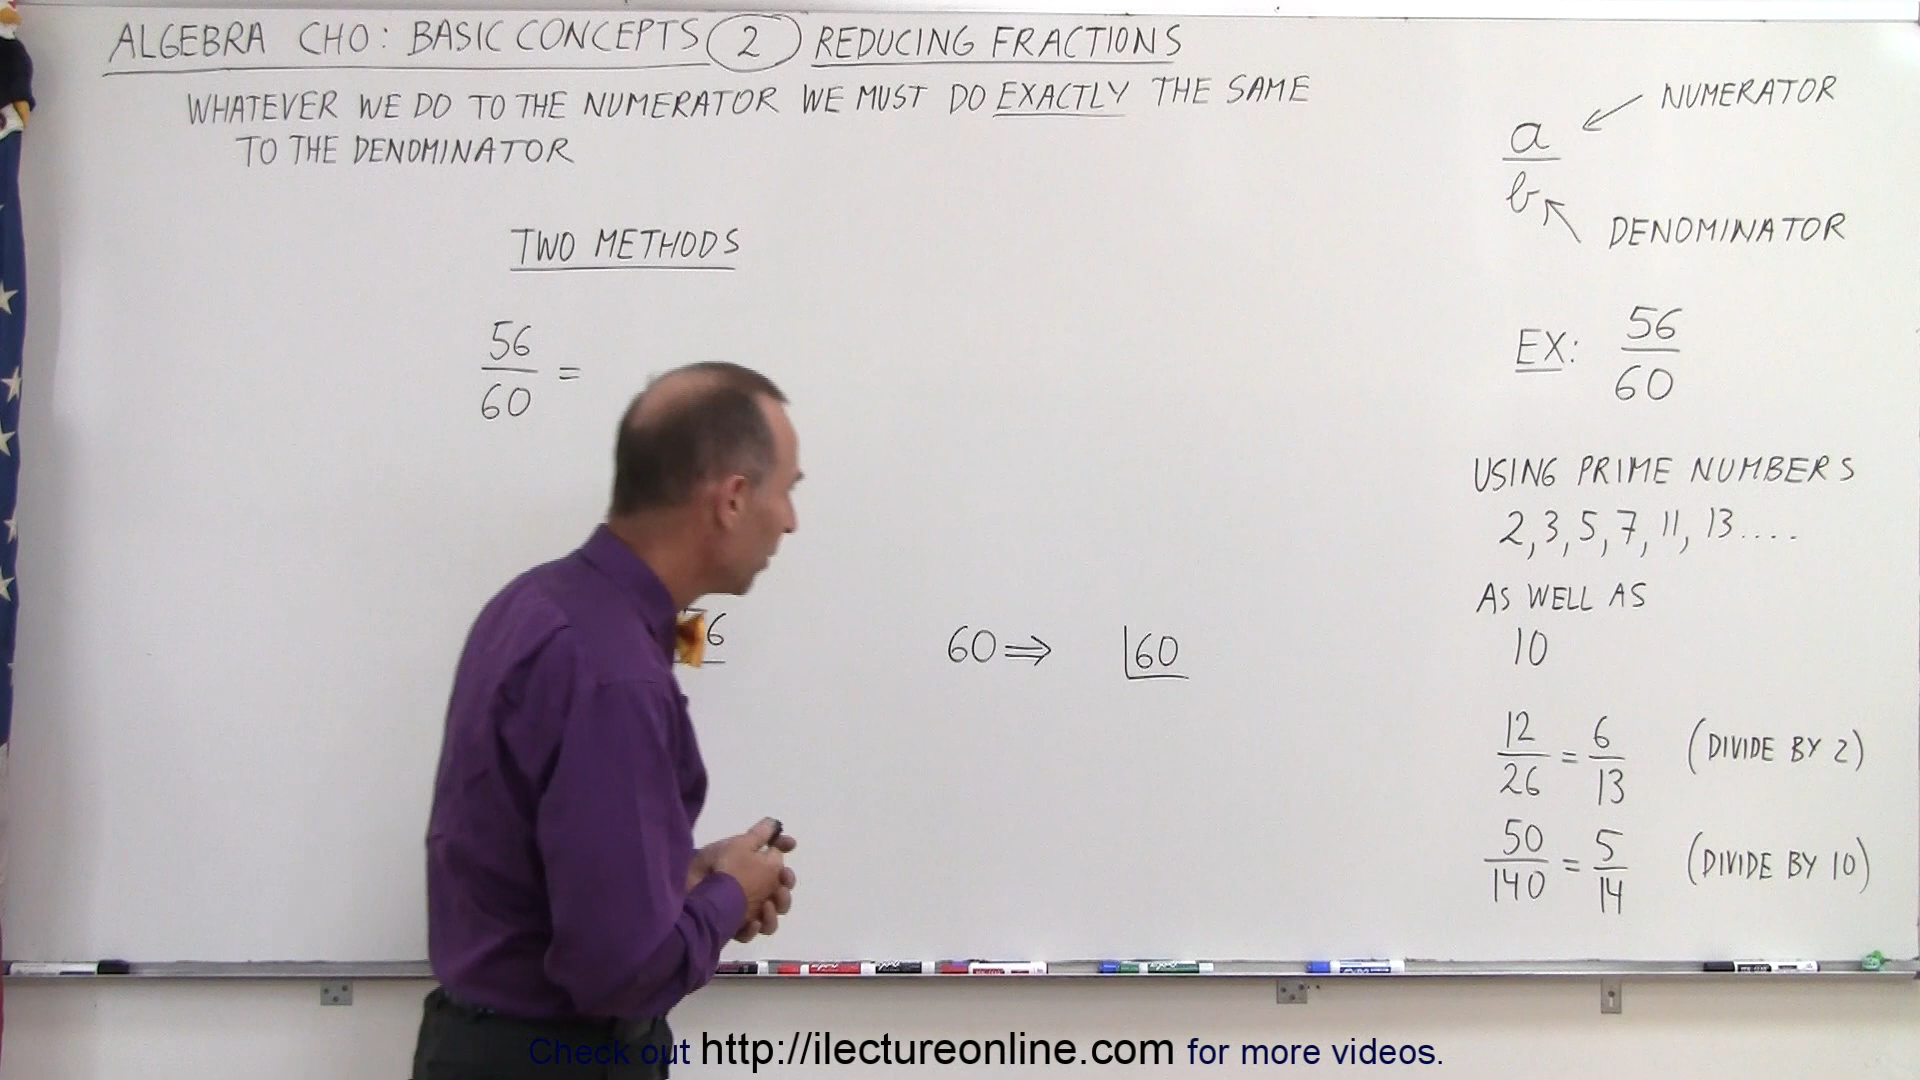 ALGEBRA CH0: BASIC CONCEPTS 2 REDUCING FRACTIONS
WHATEVER WE DO TO THE NUMERATOR WE MUST DO EXACTLY THE SAME
TO THE DENOMINATOR
TWO METHODS
56
60 =
6
60 ⇒ 60
a NUMERATOR
b DENOMINATOR
EX: 56
60
USING PRIME NUMBERS
2, 3, 5, 7, 11, 13 ....
AS WELL AS
10
12/26 = 6/13 (DIVIDE BY 2)
50/140 = 5/14 (DIVIDE BY 10)
Check out http://ilectureonline.com for more videos.